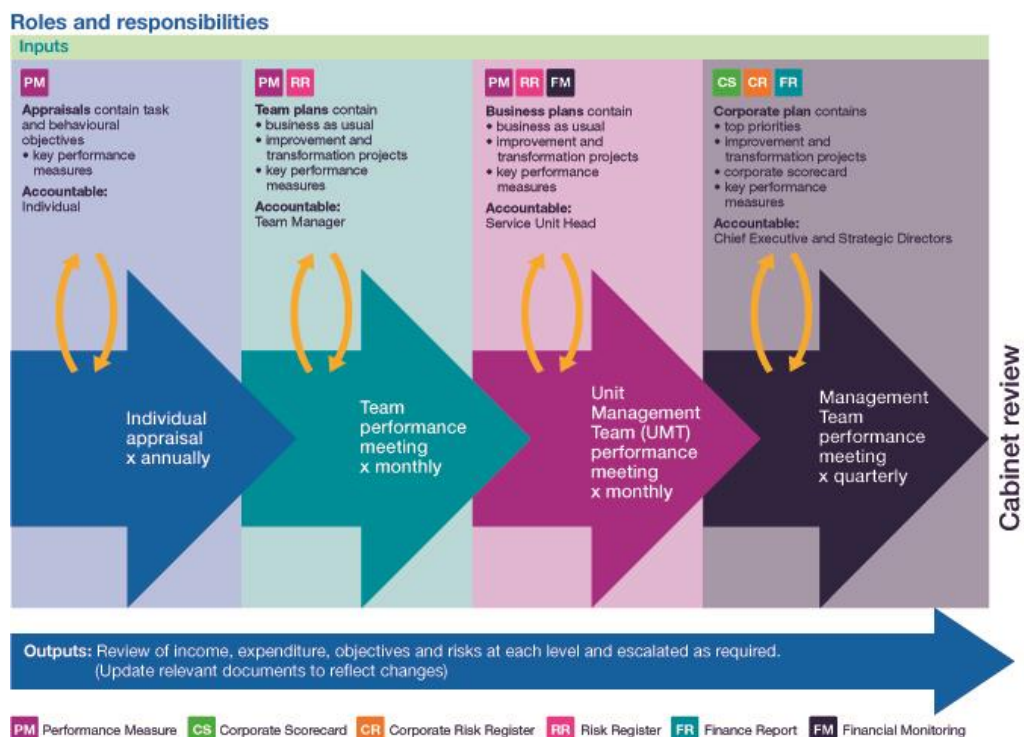 Roles and responsibilities
Inputs
PM
Appraisals contain task
and behavioural
objectives
• key performance
measures
Accountable:
Individual
PM RR
Team plans contain
• business as usual
• improvement and
transformation projects
• key performance
measures
Accountable:
Team Manager
PM RR FM
Business plans contain
• business as usual
• improvement and
transformation projects
• key performance
measures
Accountable:
Service Unit Head
CS CR FR
Corporate plan contains
• top priorities
• improvement and
transformation projects
• corporate scorecard
• key performance
measures
Accountable:
Chief Executive and Strategic Directors
Individual
appraisal
x annually
Team
performance
meeting
x monthly
Unit
Management
Team (UMT)
performance
meeting
x monthly
Management
Team
performance
meeting
x quarterly
Cabinet review
Outputs: Review of income, expenditure, objectives and risks at each level and escalated as required.
(Update relevant documents to reflect changes)
PM Performance Measure CS Corporate Scorecard CR Corporate Risk Register RR Risk Register FR Finance Report FM Financial Monitoring